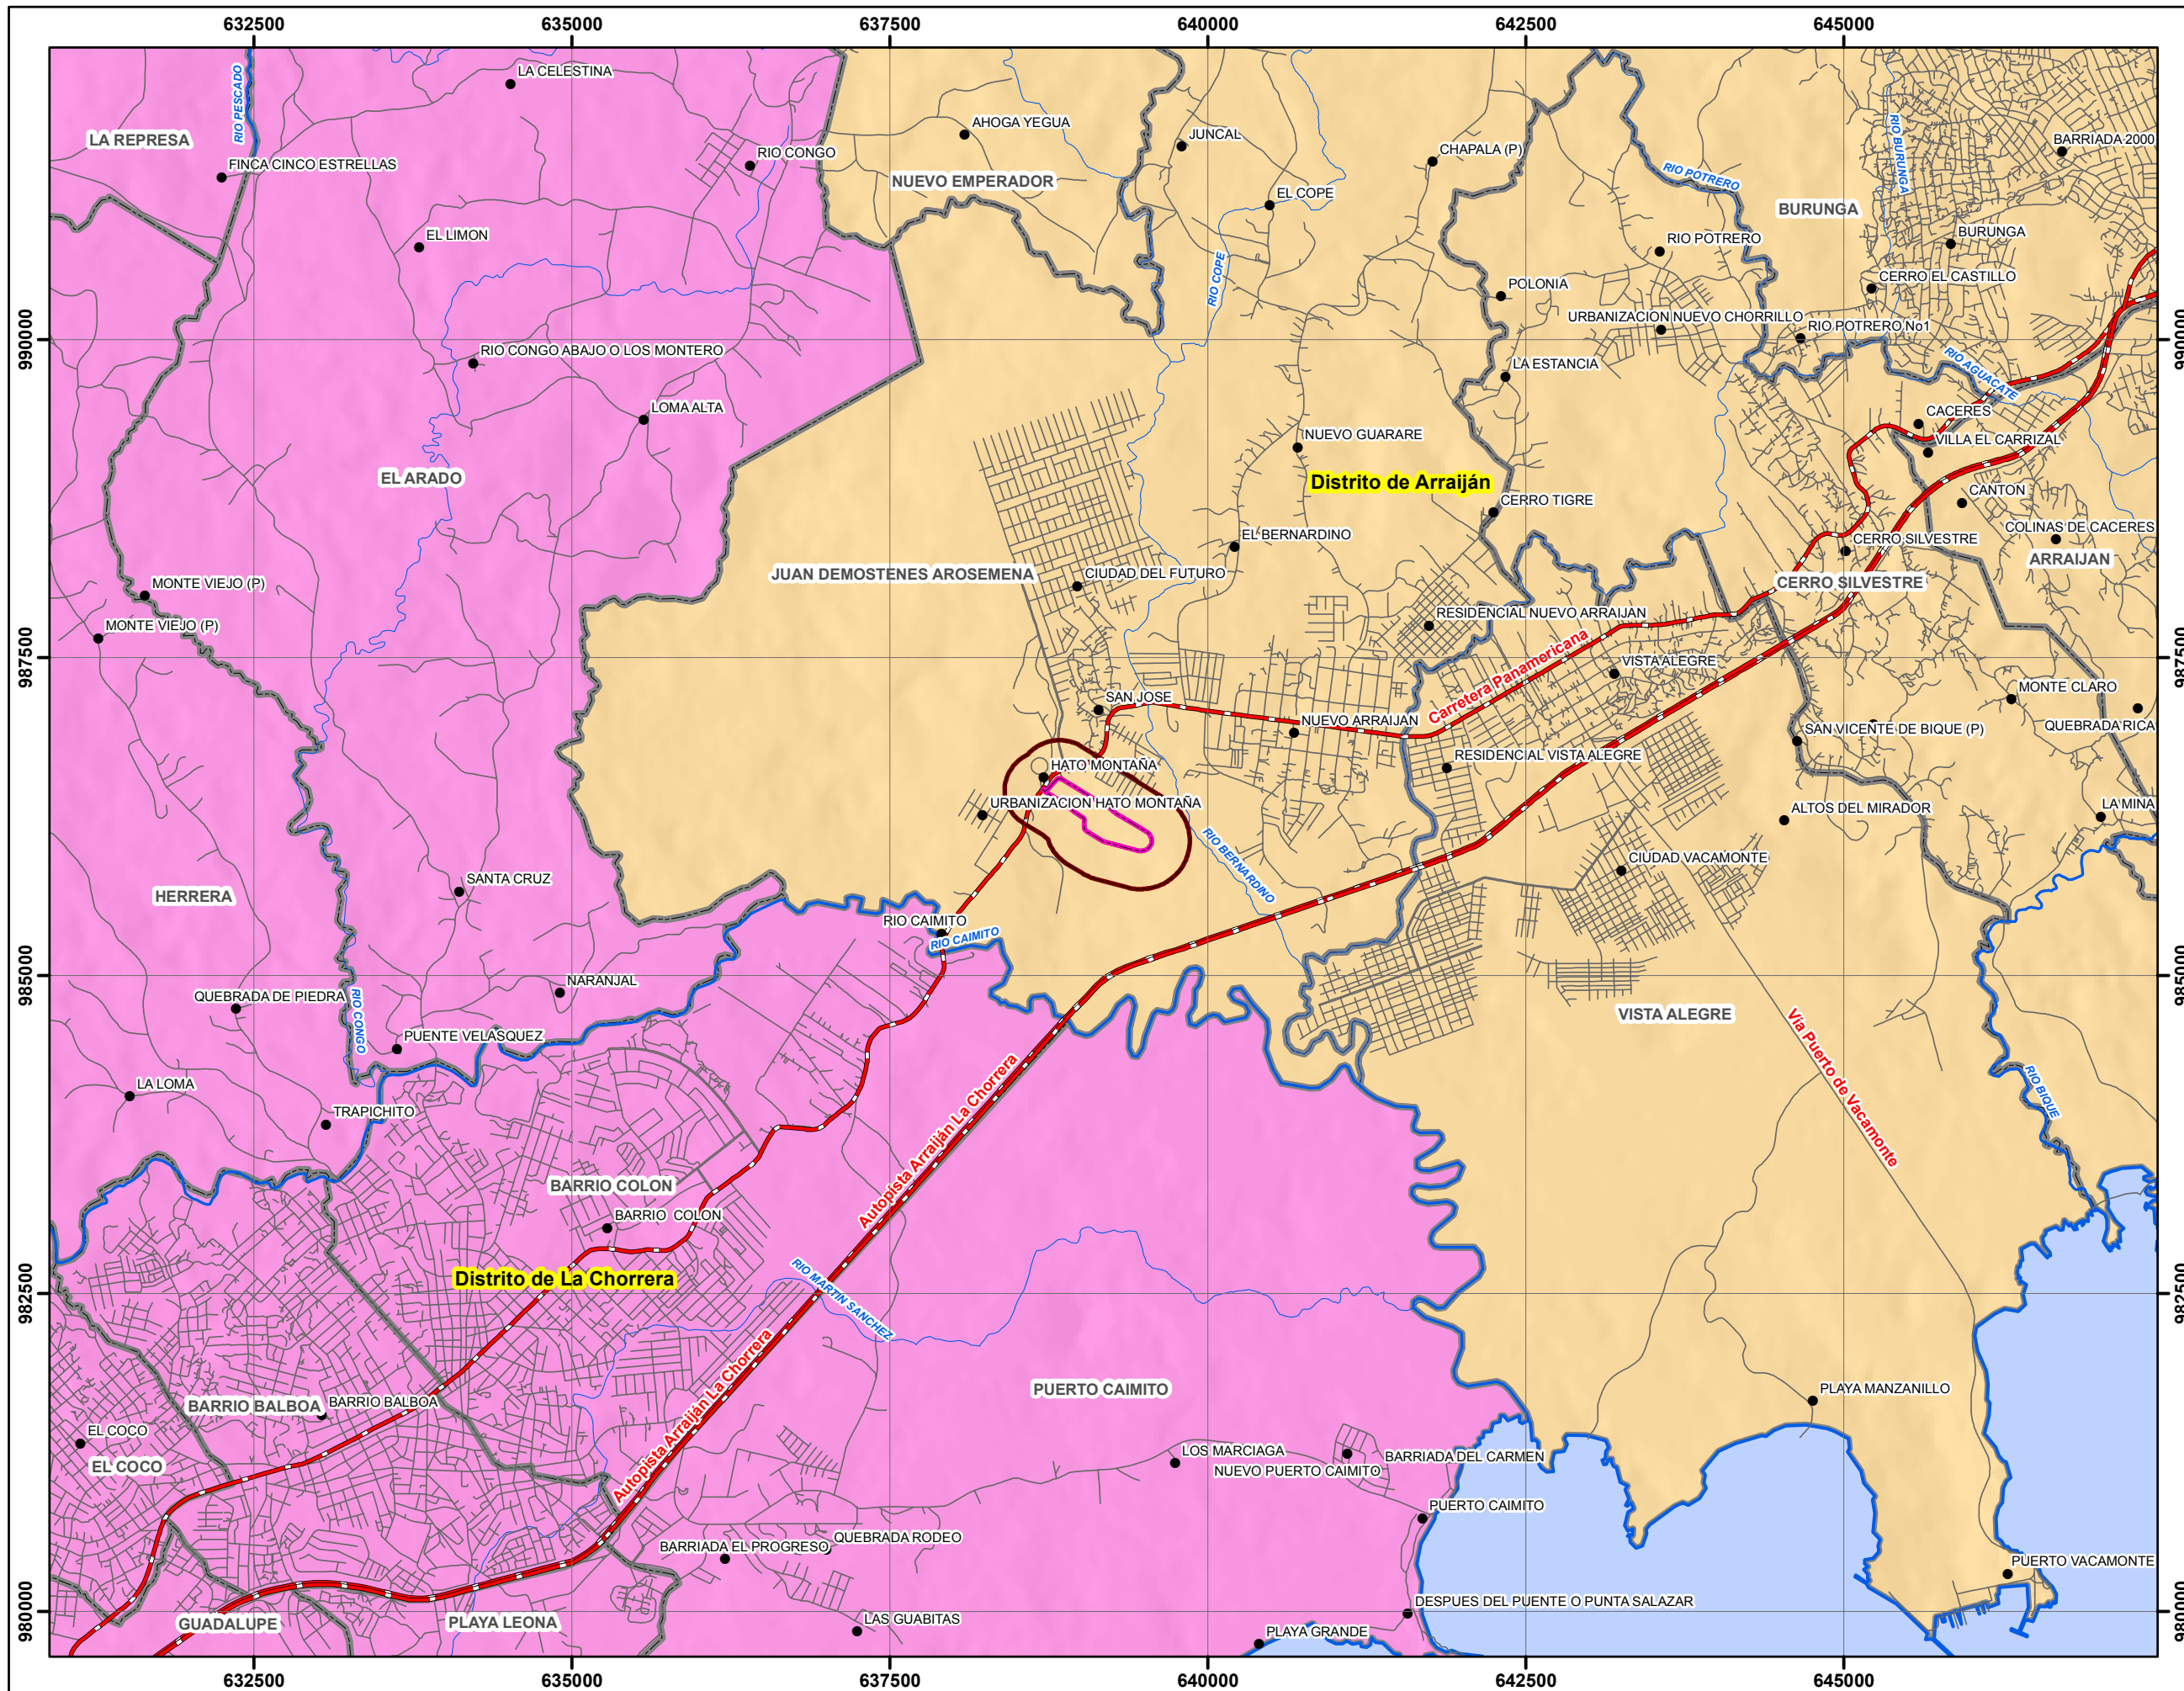 632500 635000 637500 640000 642500 645000
LA CELESTINA
RIO PESCADO
AHOGA YEGUA
JUNCAL
CHAPALA (P)
BARRIADA 2000
LA REPRESA
FINCA CINCO ESTRELLAS
RIO CONGO
NUEVO EMPERADOR
EL COPE
RIO POTRERO
RIO BURUNGA
BURUNGA
BURUNGA
EL LIMON
RIO POTRERO
RIO COPE
POLONIA
CERRO EL CASTILLO
URBANIZACION NUEVO CHORRILLO
RIO POTRERO No1
990000
990000
RIO CONGO ABAJO O LOS MONTERO
LA ESTANCIA
RIO AGUACATE
LOMA ALTA
CACERES
NUEVO GUARARE
VILLA EL CARRIZAL
EL ARADO
Distrito de Arraiján
CERRO TIGRE
CANTON
EL BERNARDINO
COLINAS DE CACERES
CERRO SILVESTRE
ARRAIJAN
JUAN DEMOSTENES AROSEMENA
CIUDAD DEL FUTURO
CERRO SILVESTRE
MONTE VIEJO (P)
RESIDENCIAL NUEVO ARRAIJAN
MONTE VIEJO (P)
987500
987500
Carretera Panamericana
VISTA ALEGRE
MONTE CLARO
SAN JOSE
NUEVO ARRAIJAN
SAN VICENTE DE BIQUE (P)
QUEBRADA RICA
RESIDENCIAL VISTA ALEGRE
HATO MONTAÑA
URBANIZACION HATO MONTAÑA
ALTOS DEL MIRADOR
LA MINA
RIO BERNARDINO
CIUDAD VACAMONTE
SANTA CRUZ
HERRERA
RIO CAIMITO
RIO CAIMITO
985000
985000
NARANJAL
QUEBRADA DE PIEDRA
RIO CONGO
VISTA ALEGRE
PUENTE VELASQUEZ
Vía Puerto de Vacamonte
LA LOMA
TRAPICHITO
RIO BIQUE
Autopista Arraiján La Chorrera
BARRIO COLON
BARRIO COLON
Distrito de La Chorrera
982500
982500
RIO MARTIN SANCHEZ
Autopista Arraiján La Chorrera
PUERTO CAIMITO
PLAYA MANZANILLO
BARRIO BALBOA
BARRIO BALBOA
EL COCO
EL COCO
LOS MARCIAGA
BARRIADA DEL CARMEN
NUEVO PUERTO CAIMITO
PUERTO CAIMITO
QUEBRADA RODEO
BARRIADA EL PROGRESO
PUERTO VACAMONTE
980000
980000
DESPUES DEL PUENTE O PUNTA SALAZAR
GUADALUPE
PLAYA LEONA
LAS GUABITAS
PLAYA GRANDE
632500 635000 637500 640000 642500 645000